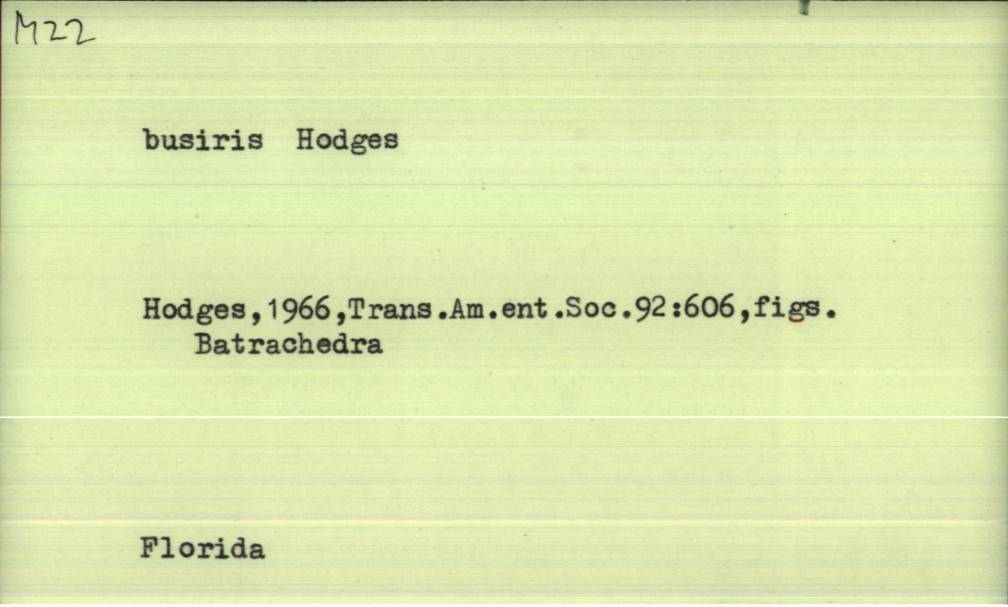 M22
busiris Hodges
Hodges,1966,Trans.Am.ent.Soc.92:606,figs.
Batrachedra
Florida